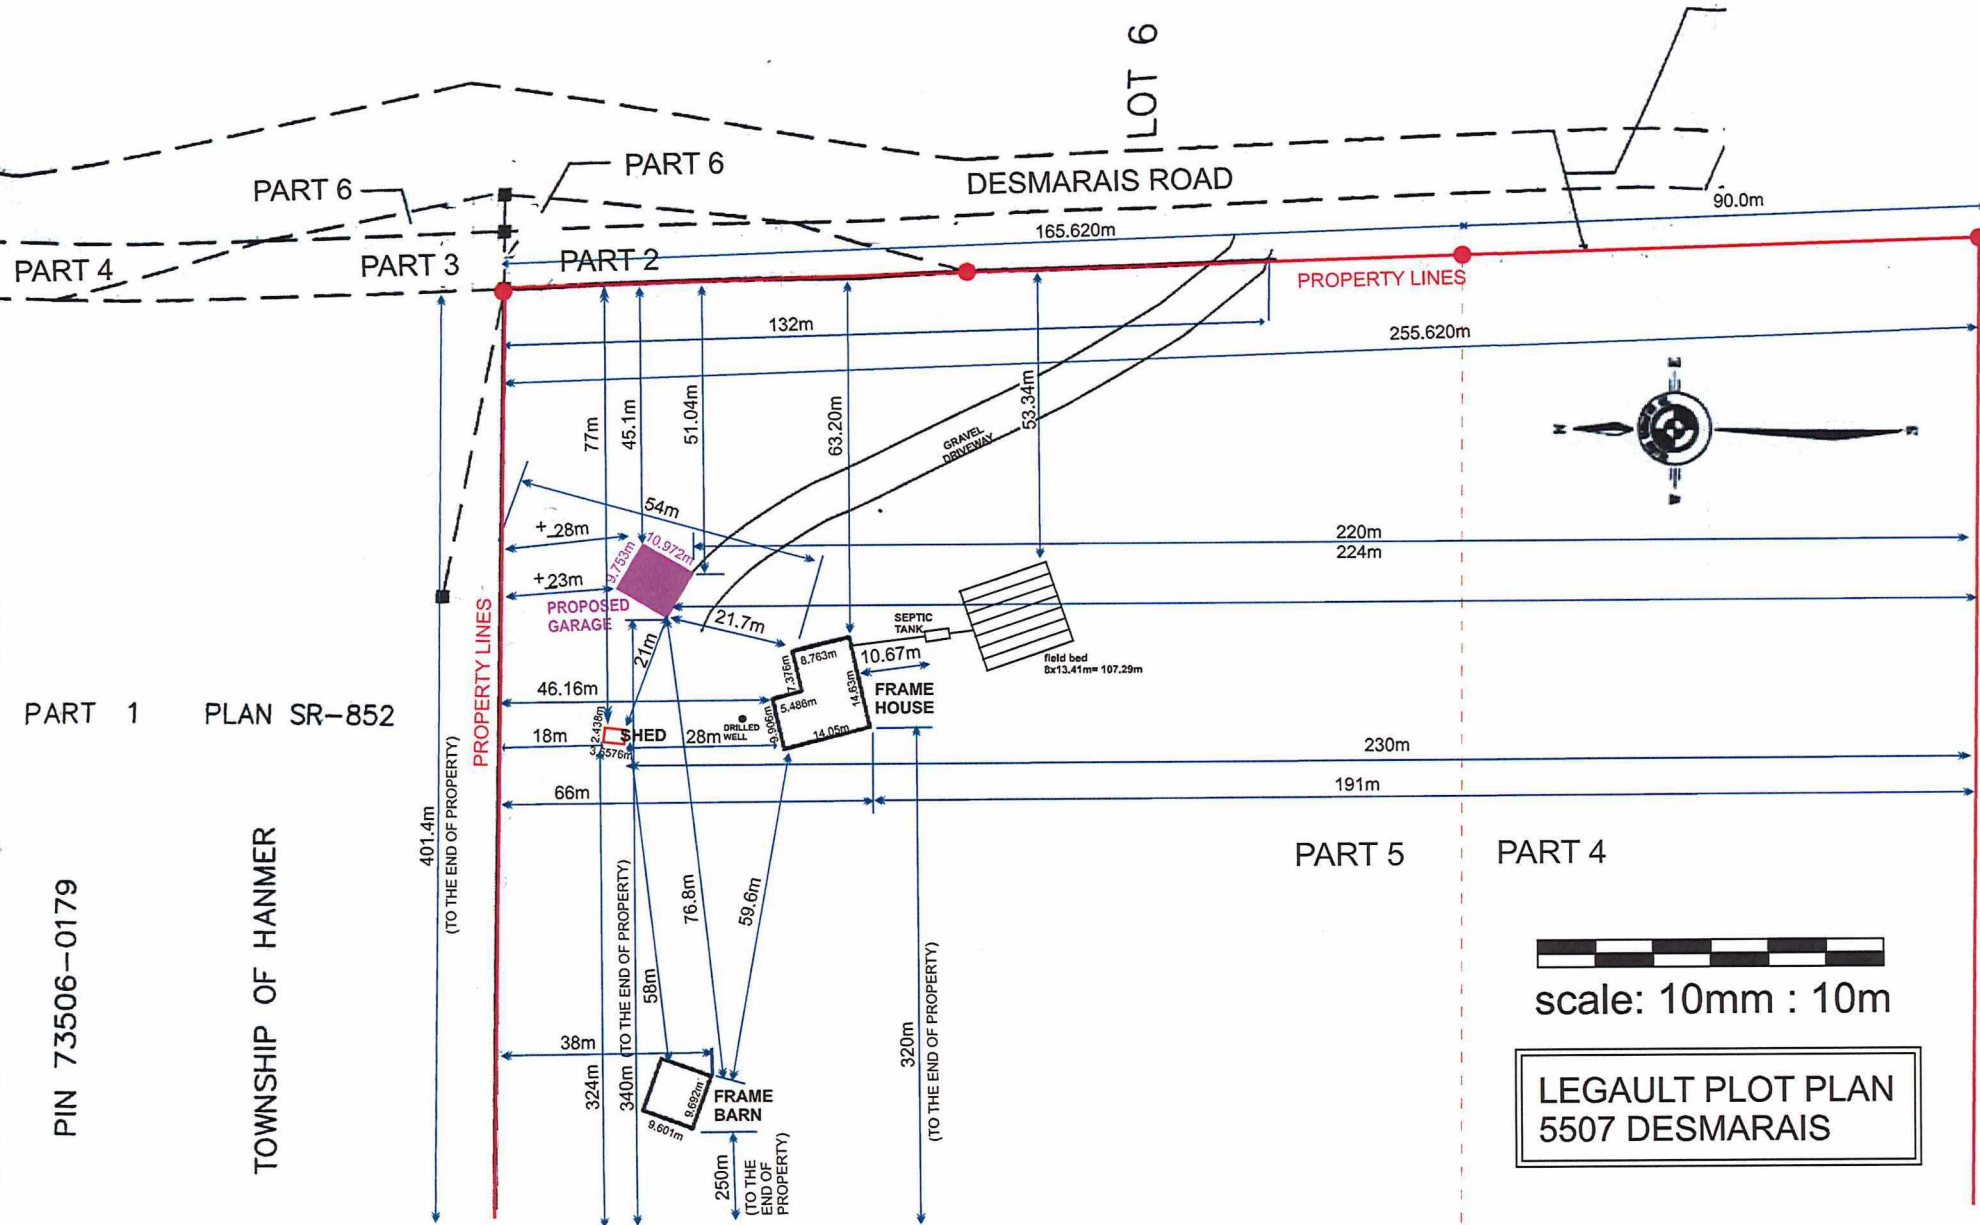 LOT 6
PART 6
PART 6
DESMARAIS ROAD
90.0m
165.620m
PART 4
PART 3
PART 2
PROPERTY LINES
132m
255.620m
77m
45.1m
51.04m
63.20m
53.34m
GRAVEL
DRIVEWAY
E
N
S
54m
+_28m
10.972m
9.753m
220m
224m
+23m
PROPOSED
GARAGE
21.7m
SEPTIC
TANK
21m
8.763m
10.67m
field bed
8x13.41m= 107.29m
7.376m
14.63m
FRAME
HOUSE
PROPERTY LINES
46.16m
5.486m
PART 1 PLAN SR-852
DRILLED
WELL
9.906m
14.05m
18m
2.438m
SHED
28m
3.6576m
230m
66m
191m
401.4m
(TO THE END OF PROPERTY)
PART 5
PART 4
PIN 73506-0179
TOWNSHIP OF HANMER
76.8m
59.6m
58m
38m
324m
340m (TO THE END OF PROPERTY)
320m
(TO THE END OF PROPERTY)
9.692m
9.601m
FRAME
BARN
250m
(TO THE
END OF
PROPERTY)
scale: 10mm : 10m
LEGAULT PLOT PLAN
5507 DESMARAIS